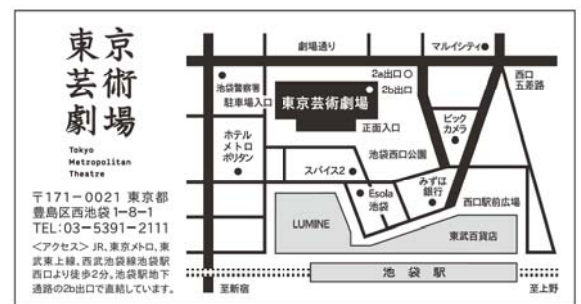 東京
芸術
劇場
Tokyo
Metropolitan
Theatre
〒171-0021 東京都
豊島区西池袋1-8-1
TEL:03-5391-2111
<アクセス> JR、東京メトロ、東
武東上線、西武池袋線池袋駅
西口より徒歩2分。池袋駅地下
通路の2b出口で直結しています。
劇場通り
マルイシティ
池袋警察署
駐車場入口
2a出口
2b出口
西口
五差路
東京芸術劇場
正面入口
ビック
カメラ
ホテル
メトロ
ポリタン
池袋西口公園
スパイス2
Esola
池袋
みずほ
銀行
西口駅前広場
LUMINE
東武百貨店
池袋駅
至新宿
至上野